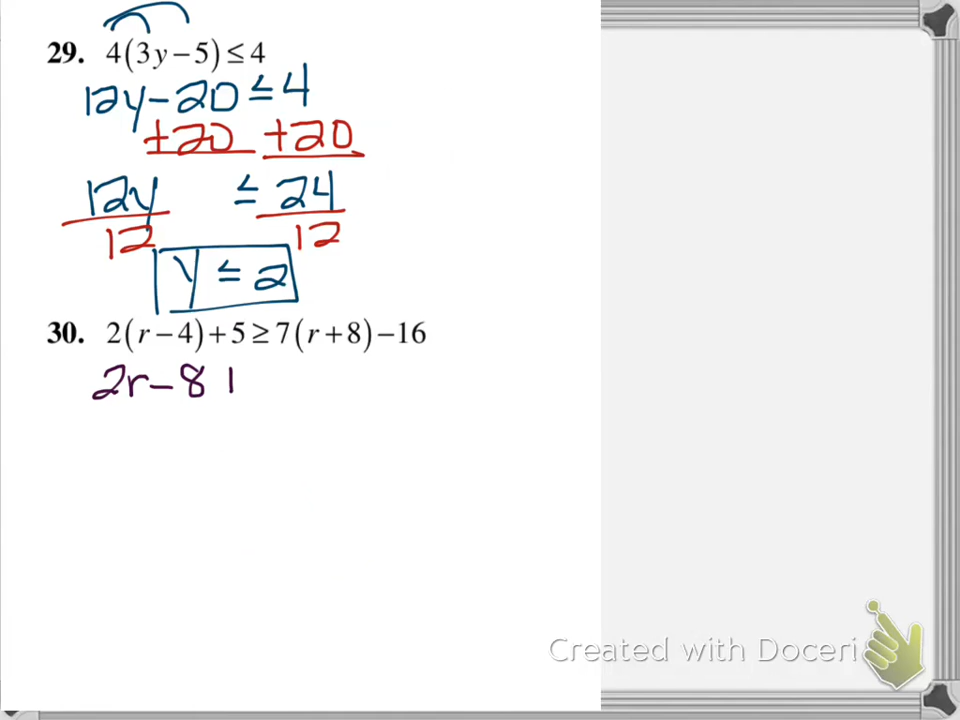 29. 4(3y − 5) ≤ 4
12y − 20 ≤ 4
+20 +20
12y ≤ 24
12 12
y ≤ 2
30. 2(r − 4) + 5 ≥ 7(r + 8) − 16
2r − 8 |
Created with Doceri